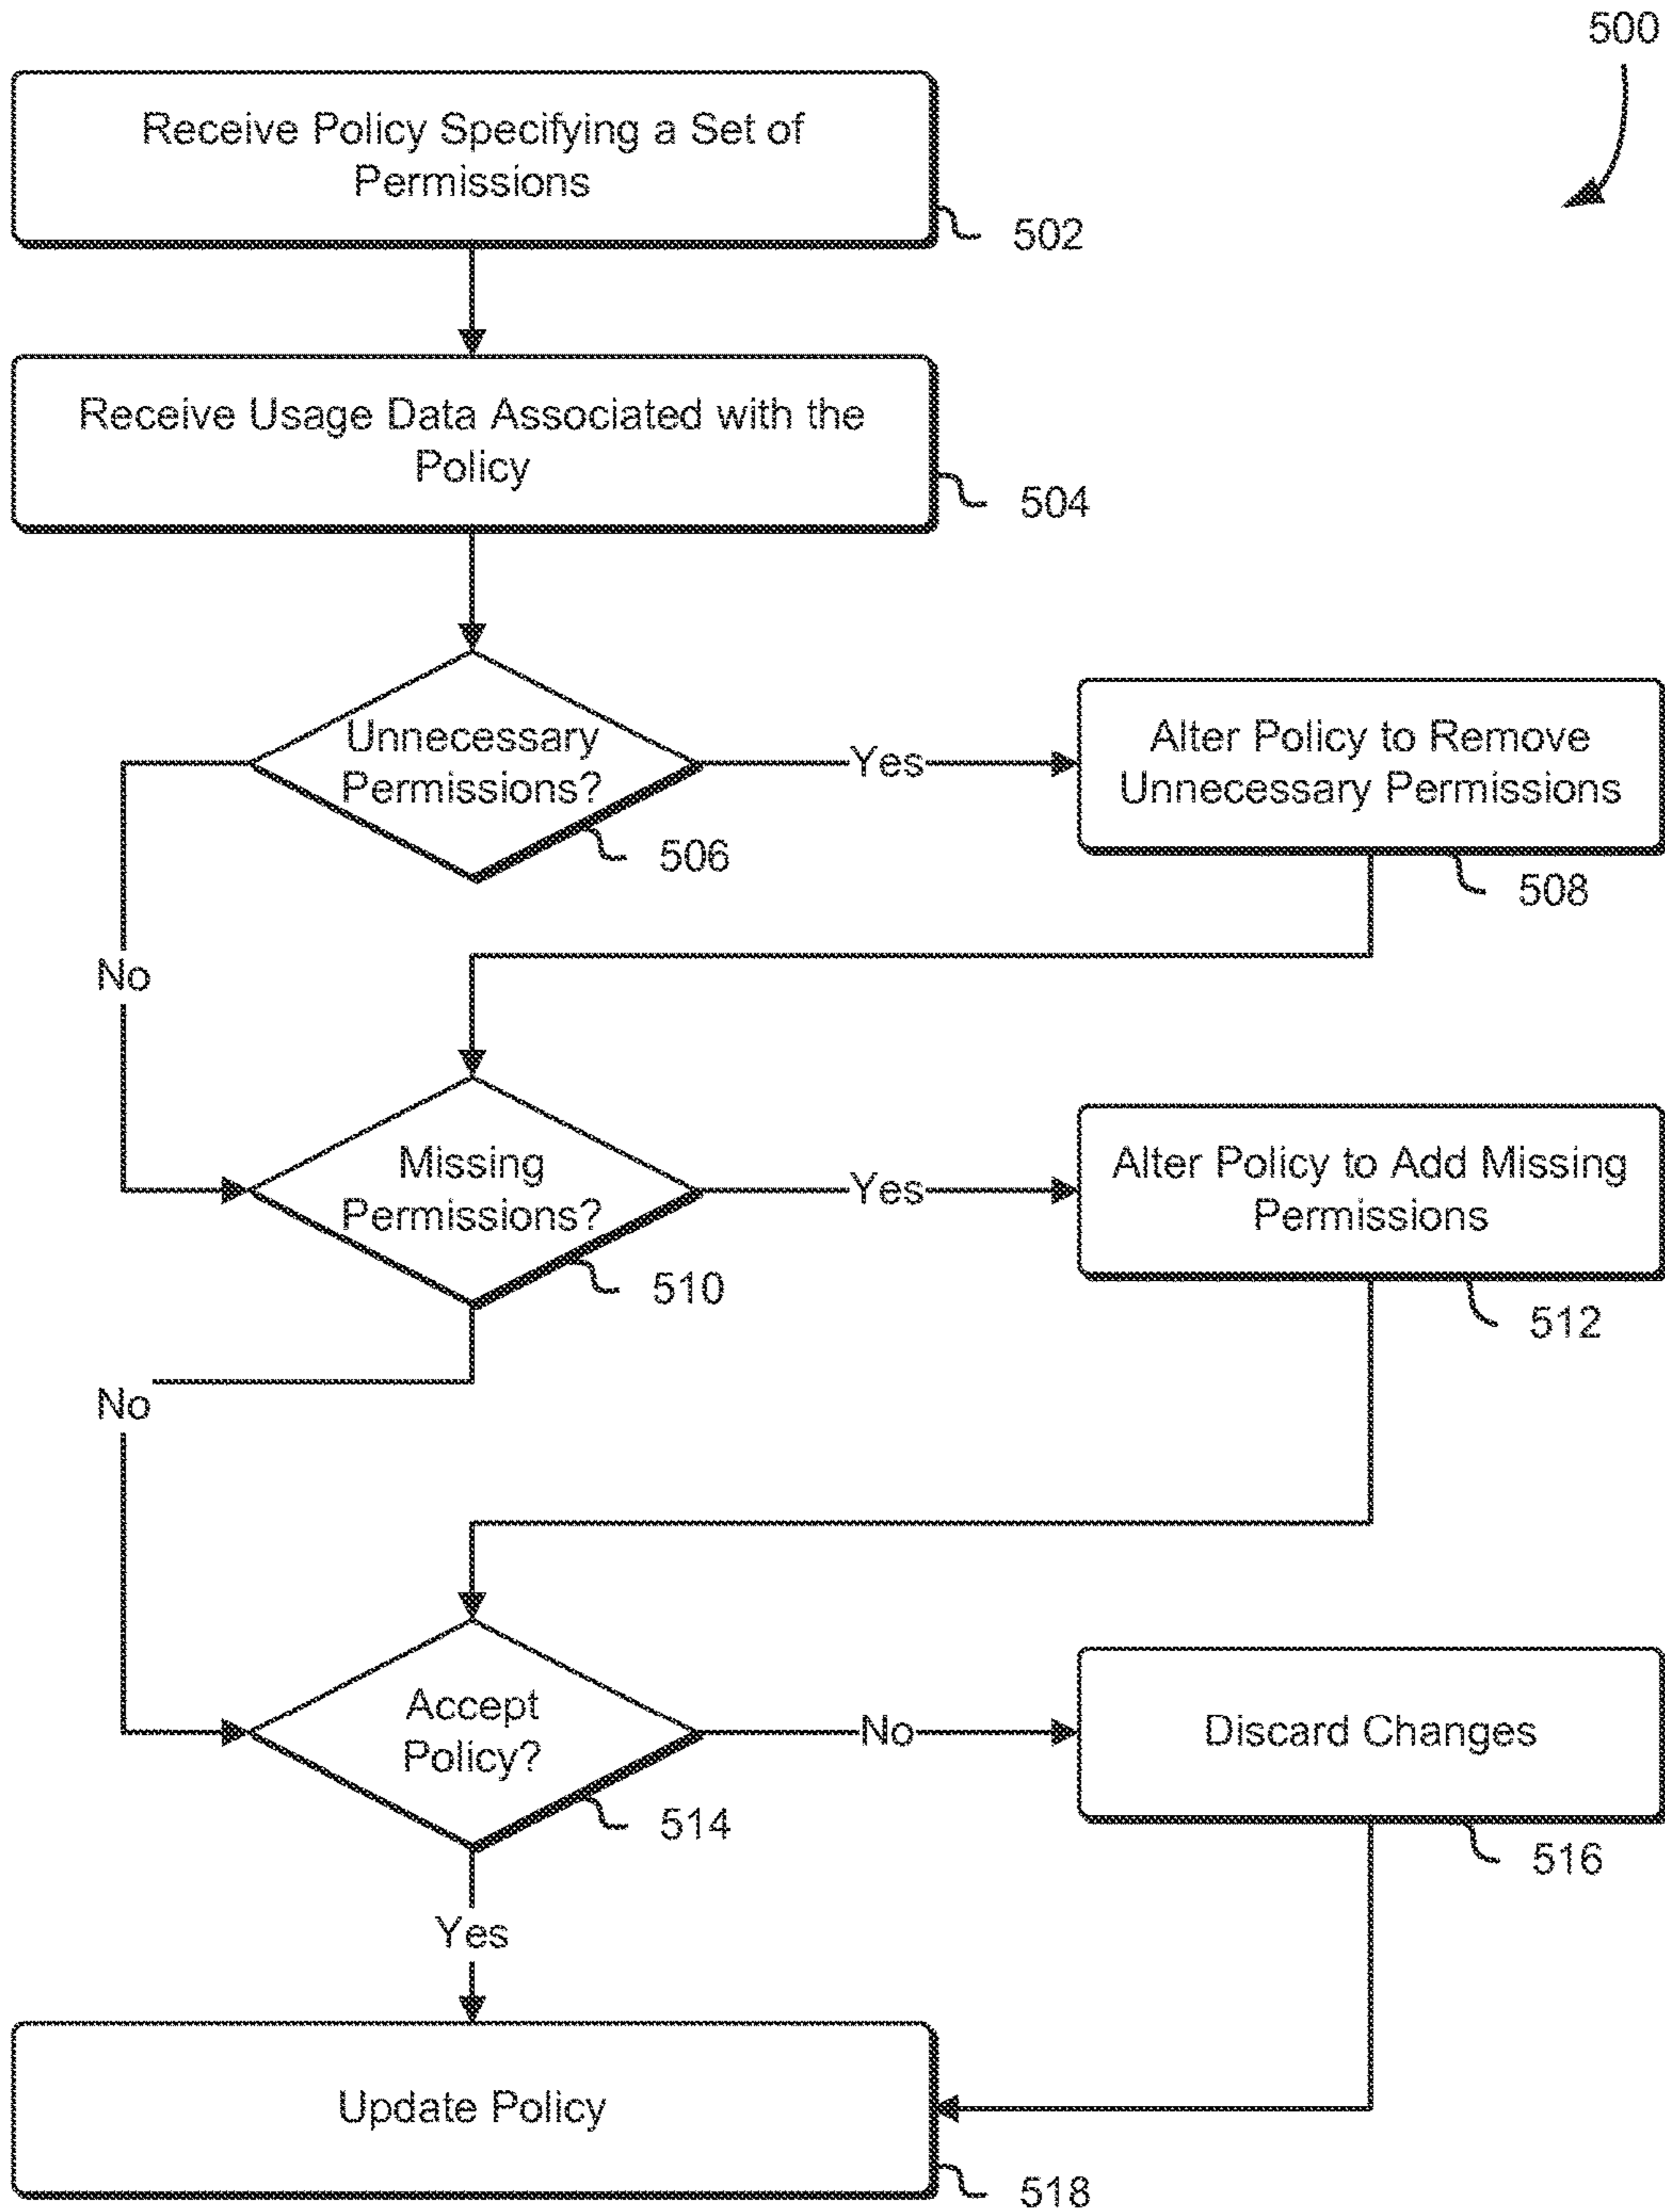 500
Receive Policy Specifying a Set of
Permissions
502
Receive Usage Data Associated with the
Policy
504
Unnecessary
Permissions?
Yes
506
Alter Policy to Remove
Unnecessary Permissions
508
No
Missing
Permissions?
Yes
510
Alter Policy to Add Missing
Permissions
512
No
Accept
Policy?
No
514
Discard Changes
516
Yes
Update Policy
518